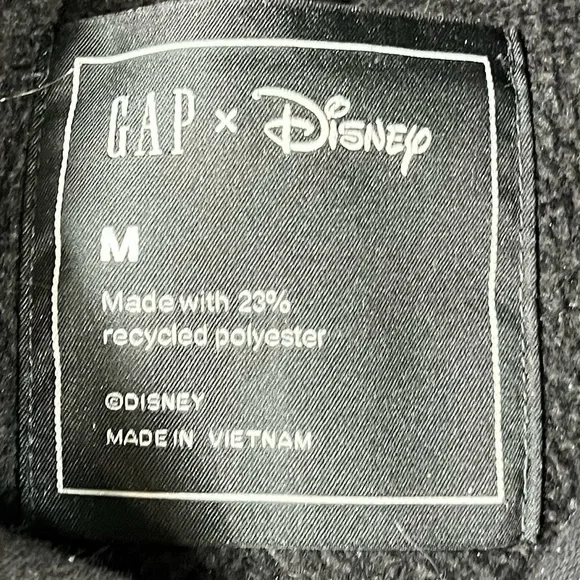 GAP × Disney
M
Made with 23%
recycled polyester
©DISNEY
MADE IN VIETNAM